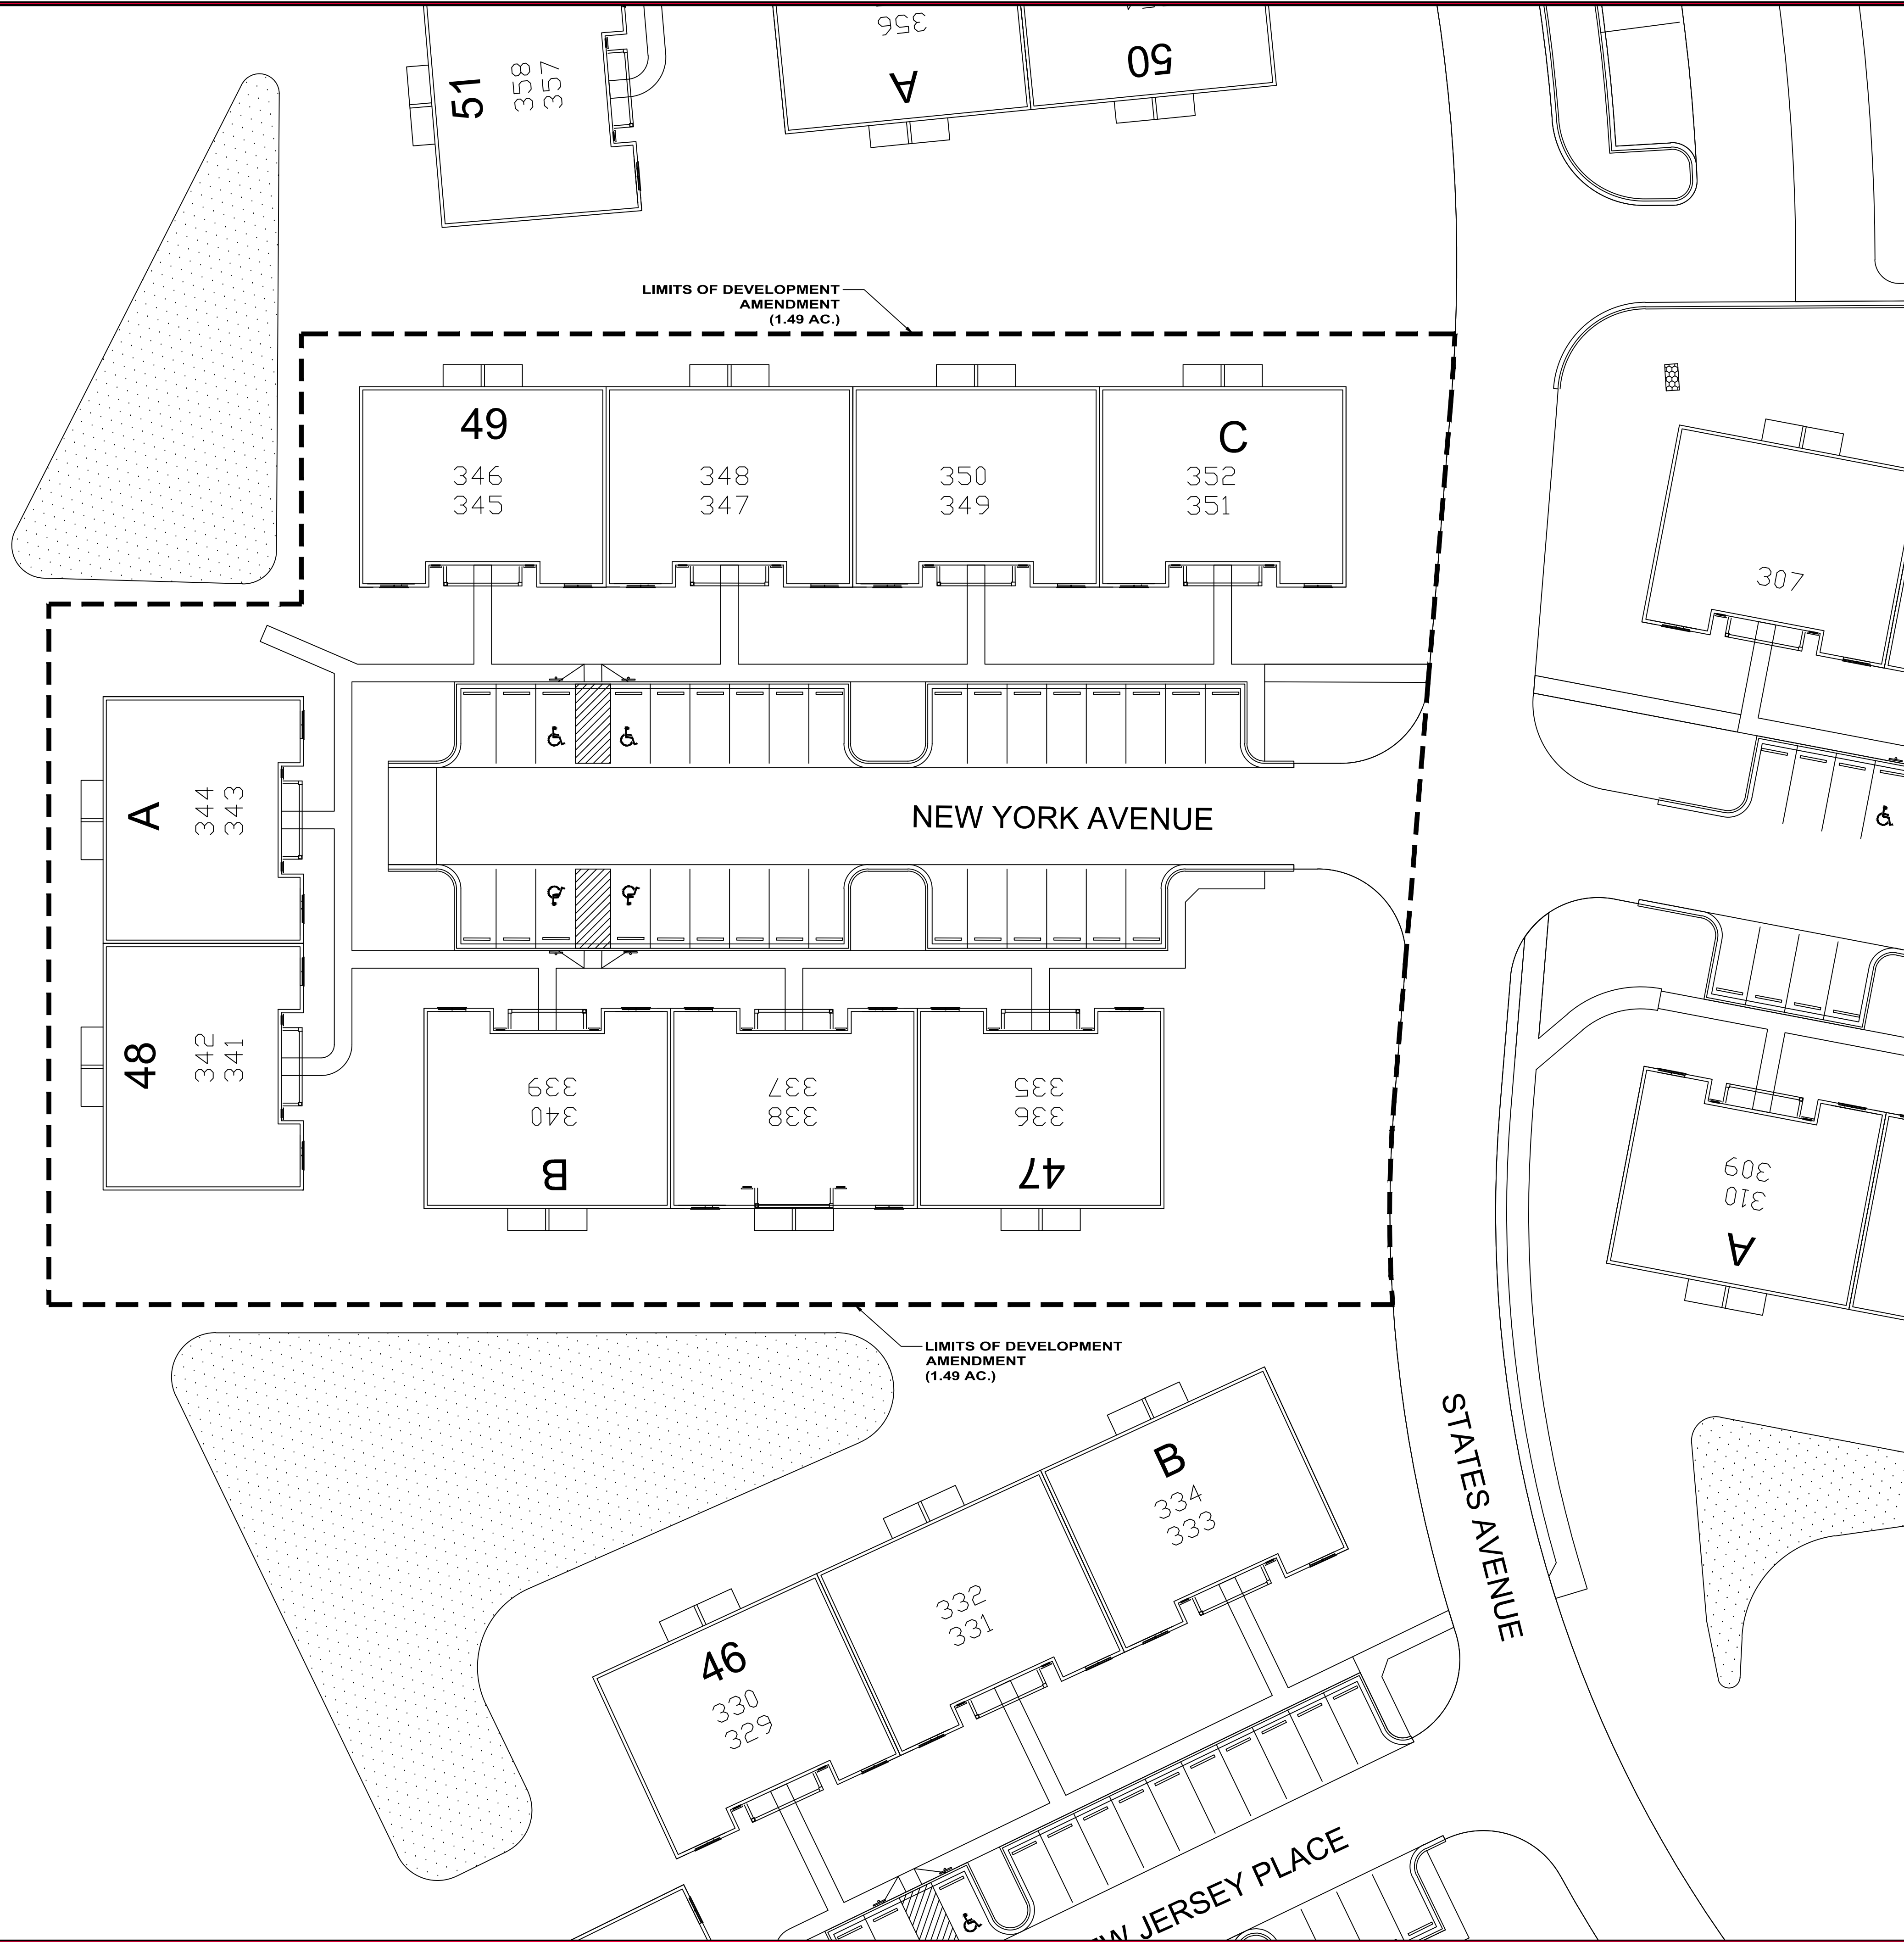 356
A
50
51
358
357
LIMITS OF DEVELOPMENT
AMENDMENT
(1.49 AC.)
49
346
345
348
347
350
349
C
352
351
307
A
344
343
NEW YORK AVENUE
48
342
341
339
340
B
337
338
335
336
47
309
310
A
LIMITS OF DEVELOPMENT
AMENDMENT
(1.49 AC.)
STATES AVENUE
B
334
333
332
331
46
330
329
JERSEY PLACE